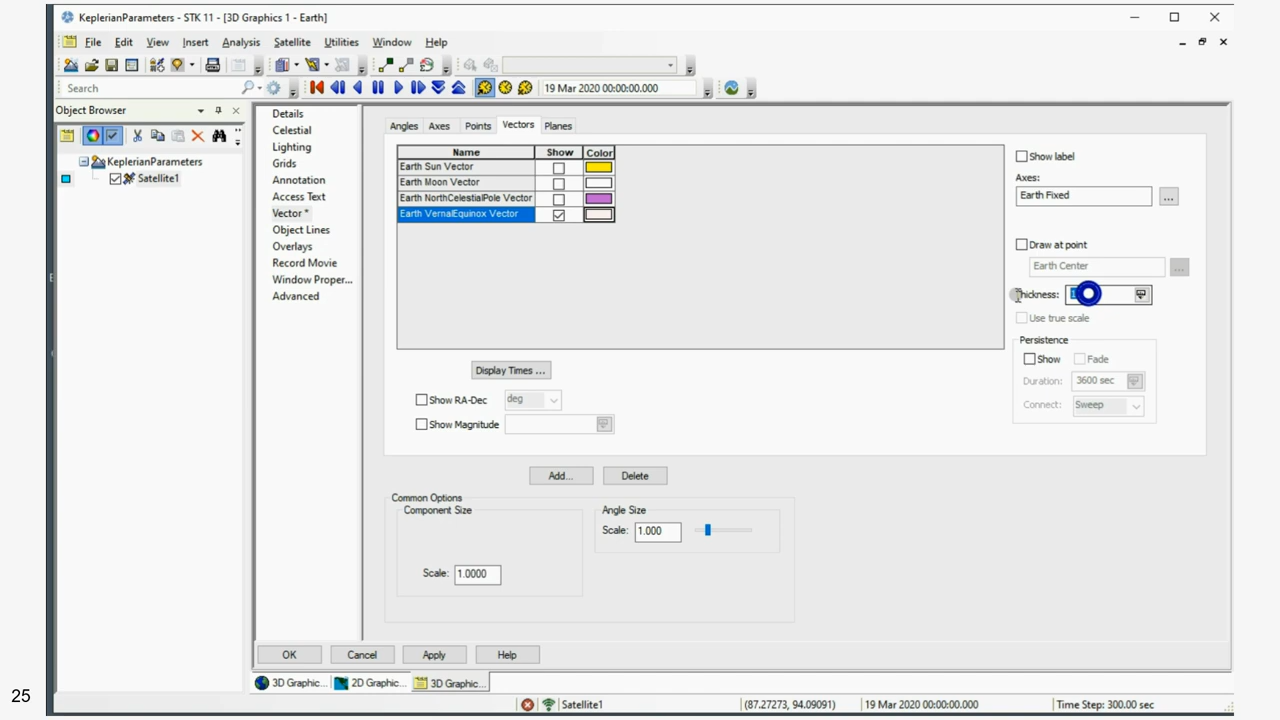 KeplerianParameters - STK 11 - [3D Graphics 1 - Earth]
File Edit View Insert Analysis Satellite Utilities Window Help
Search
19 Mar 2020 00:00:00.000
Object Browser
KeplerianParameters
Satellite1
Details
Celestial
Lighting
Grids
Annotation
Access Text
Vector *
Object Lines
Overlays
Record Movie
Window Proper...
Advanced
Angles Axes Points Vectors Planes
Name Show Color
Earth Sun Vector
Earth Moon Vector
Earth NorthCelestialPole Vector
Earth VernalEquinox Vector
Show label
Axes:
Earth Fixed ...
Draw at point
Earth Center ...
Thickness:
Use true scale
Persistence
Show Fade
Duration: 3600 sec
Connect: Sweep
Display Times ...
Show RA-Dec deg
Show Magnitude
Add... Delete
Common Options
Component Size
Scale: 1.0000
Angle Size
Scale: 1.000
OK Cancel Apply Help
3D Graphic... 2D Graphic... 3D Graphic...
Satellite1 (87.27273, 94.09091) 19 Mar 2020 00:00:00.000 Time Step: 300.00 sec
25